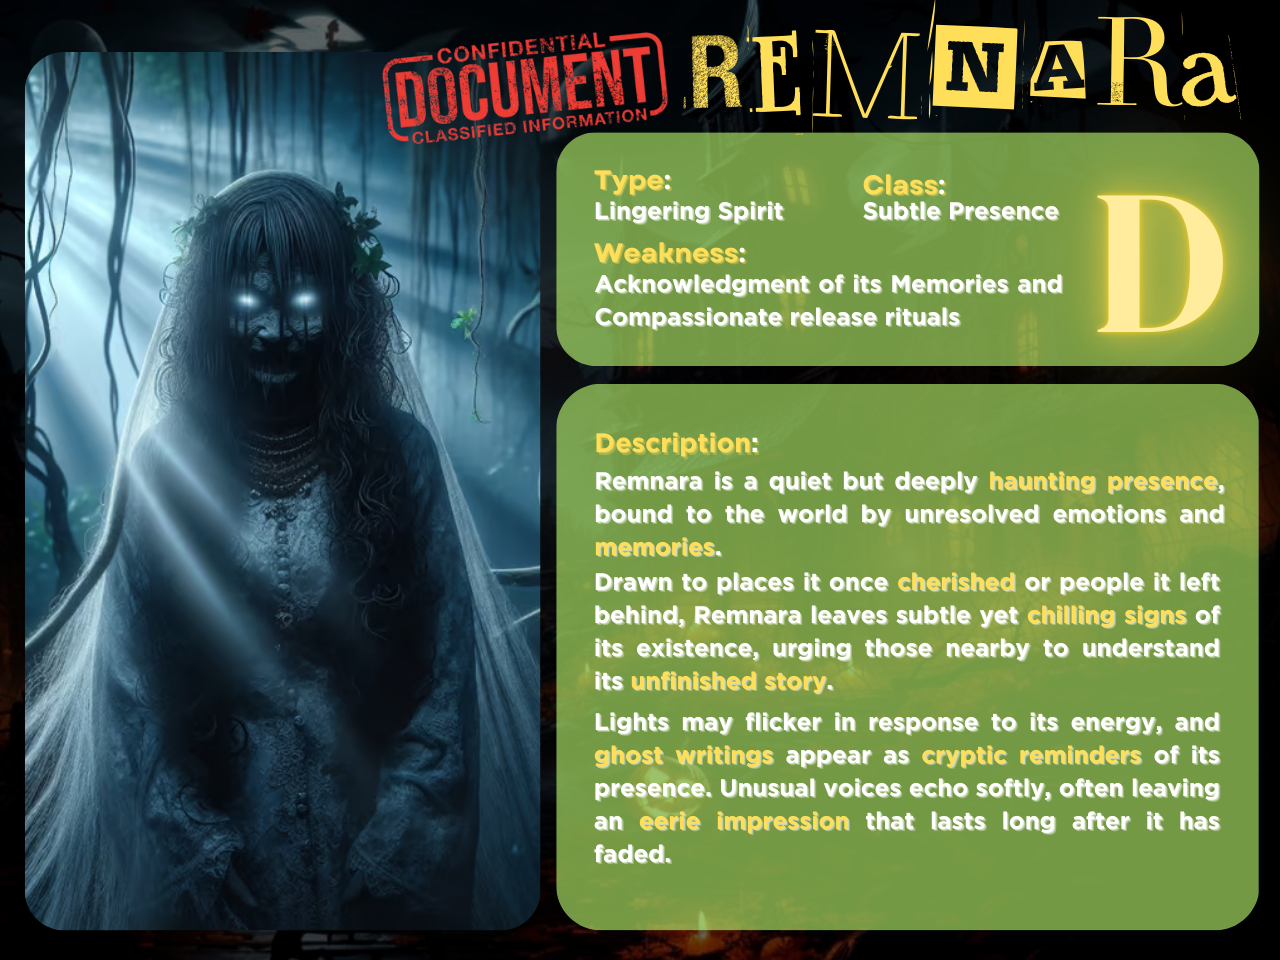 CONFIDENTIAL
DOCUMENT
CLASSIFIED INFORMATION
REMNARa
Type:
Lingering Spirit
Class:
Subtle Presence
D
Weakness:
Acknowledgment of its Memories and
Compassionate release rituals
Description:
Remnara is a quiet but deeply haunting presence,
bound to the world by unresolved emotions and
memories.
Drawn to places it once cherished or people it left
behind, Remnara leaves subtle yet chilling signs of
its existence, urging those nearby to understand
its unfinished story.
Lights may flicker in response to its energy, and
ghost writings appear as cryptic reminders of its
presence. Unusual voices echo softly, often leaving
an eerie impression that lasts long after it has
faded.